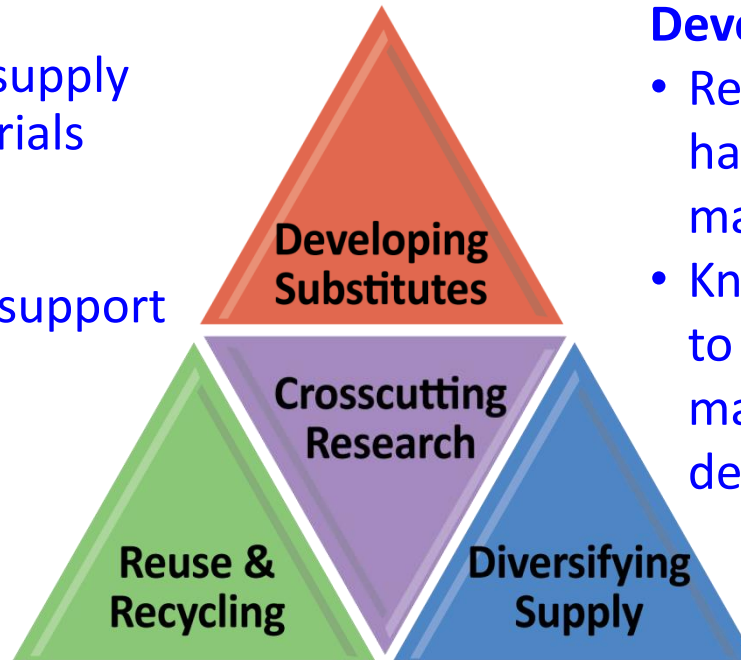 supply
rials
support
Deve
• Re
ha
ma
• Kn
to
ma
de
Developing
Substitutes
Crosscutting
Research
Reuse &
Recycling
Diversifying
Supply